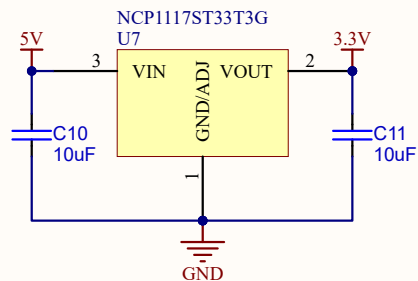 NCP1117ST33T3G
U7
5V
3.3V
3
VIN
GND/ADJ
VOUT
2
C10
10uF
1
C11
10uF
GND